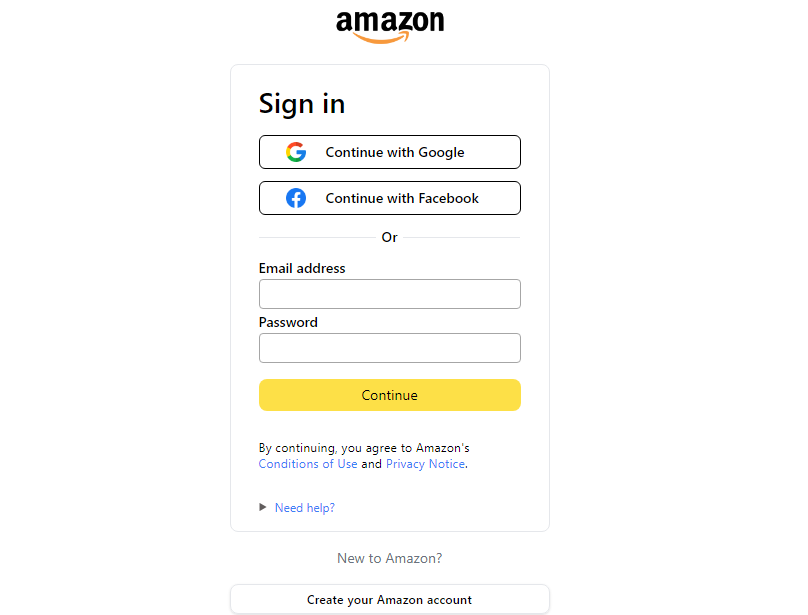 amazon
Sign in
Continue with Google
Continue with Facebook
Or
Email address
Password
Continue
By continuing, you agree to Amazon's
Conditions of Use and Privacy Notice.
Need help?
New to Amazon?
Create your Amazon account